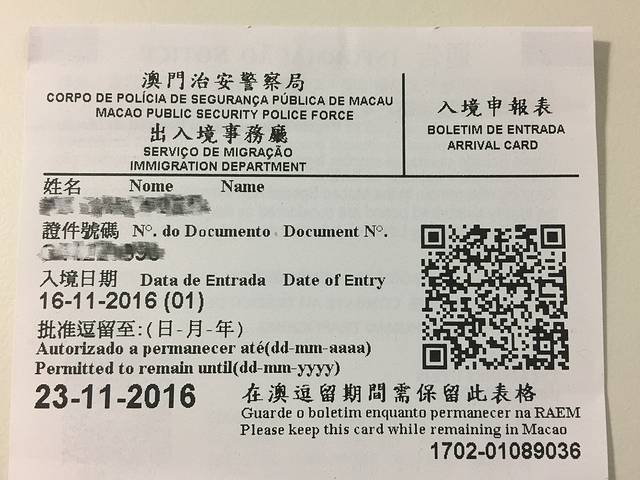 澳門治安警察局
CORPO DE POLÍCIA DE SEGURANÇA PÚBLICA DE MACAU
MACAO PUBLIC SECURITY POLICE FORCE
出入境事務廳
SERVIÇO DE MIGRAÇÃO
IMMIGRATION DEPARTMENT
入境申報表
BOLETIM DE ENTRADA
ARRIVAL CARD
姓名 Nome Name
證件號碼 Nº. do Documento Document Nº.
入境日期 Data de Entrada Date of Entry
16-11-2016 (01)
批准逗留至:(日-月-年)
Autorizado a permanecer até(dd-mm-aaaa)
Permitted to remain until(dd-mm-yyyy)
23-11-2016
在澳逗留期間需保留此表格
Guarde o boletim enquanto permanecer na RAEM
Please keep this card while remaining in Macao
1702-01089036